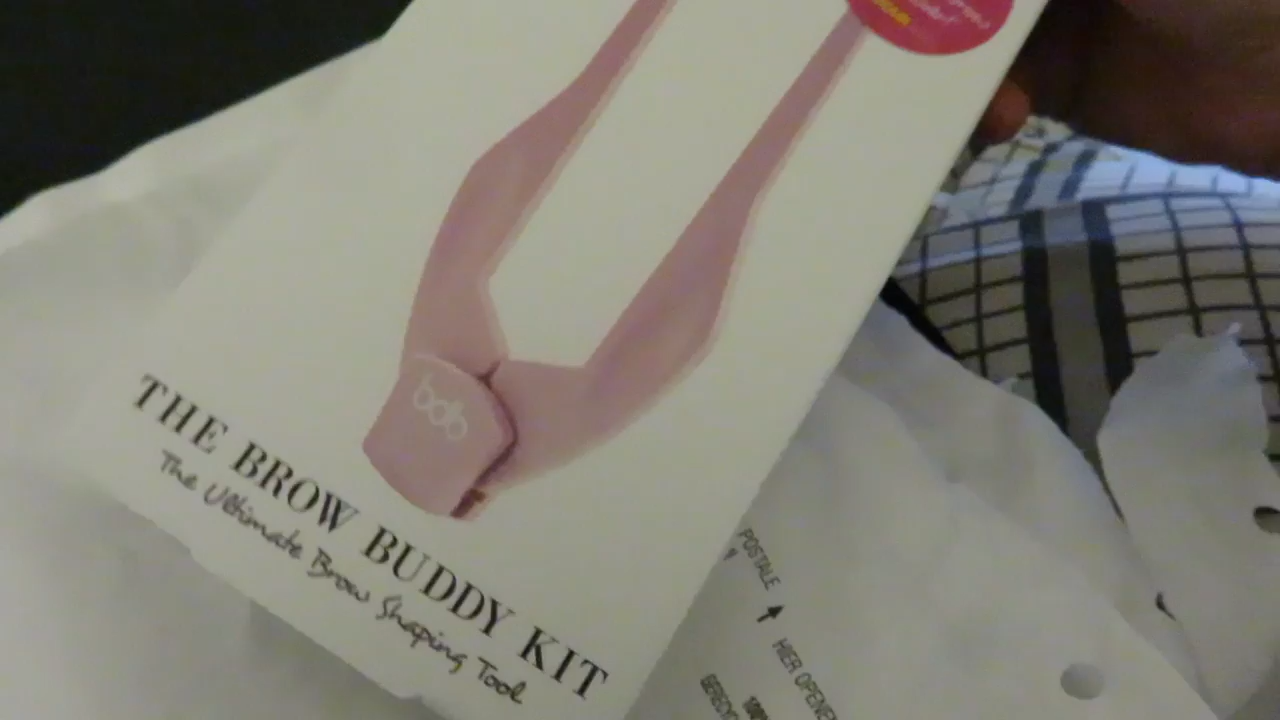 bdb
THE BROW BUDDY KIT
The Ultimate Brow Shaping Tool
POSTALE
HIER OPENEN